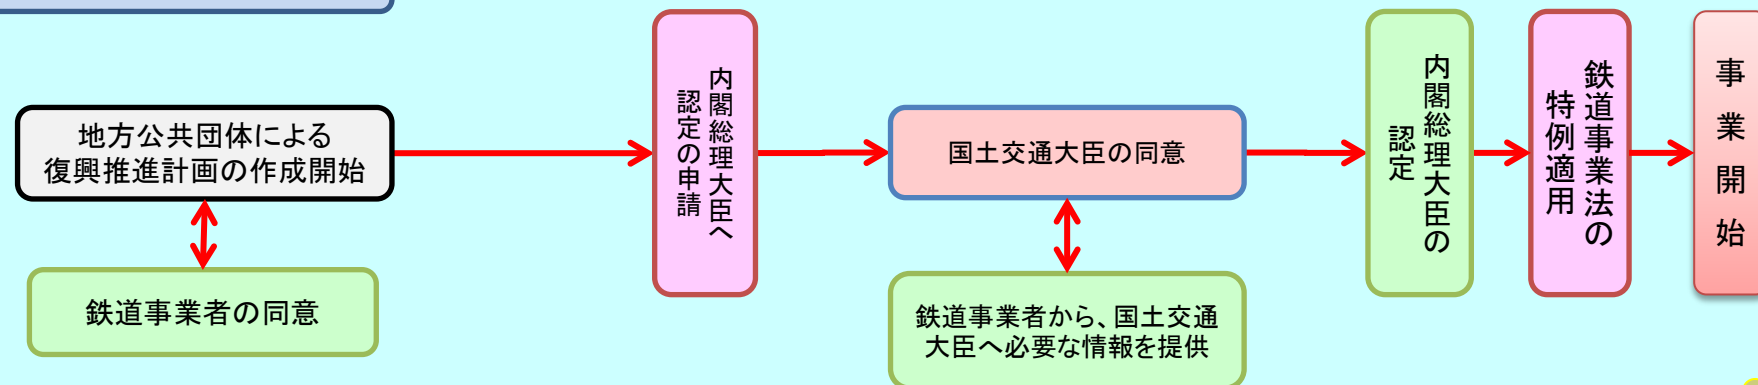 地方公共団体による
復興推進計画の作成開始
鉄道事業者の同意
内閣総理大臣へ
認定の申請
国土交通大臣の同意
鉄道事業者から、国土交通
大臣へ必要な情報を提供
内閣総理大臣の
認定
鉄道事業法の
特例適用
事業開始